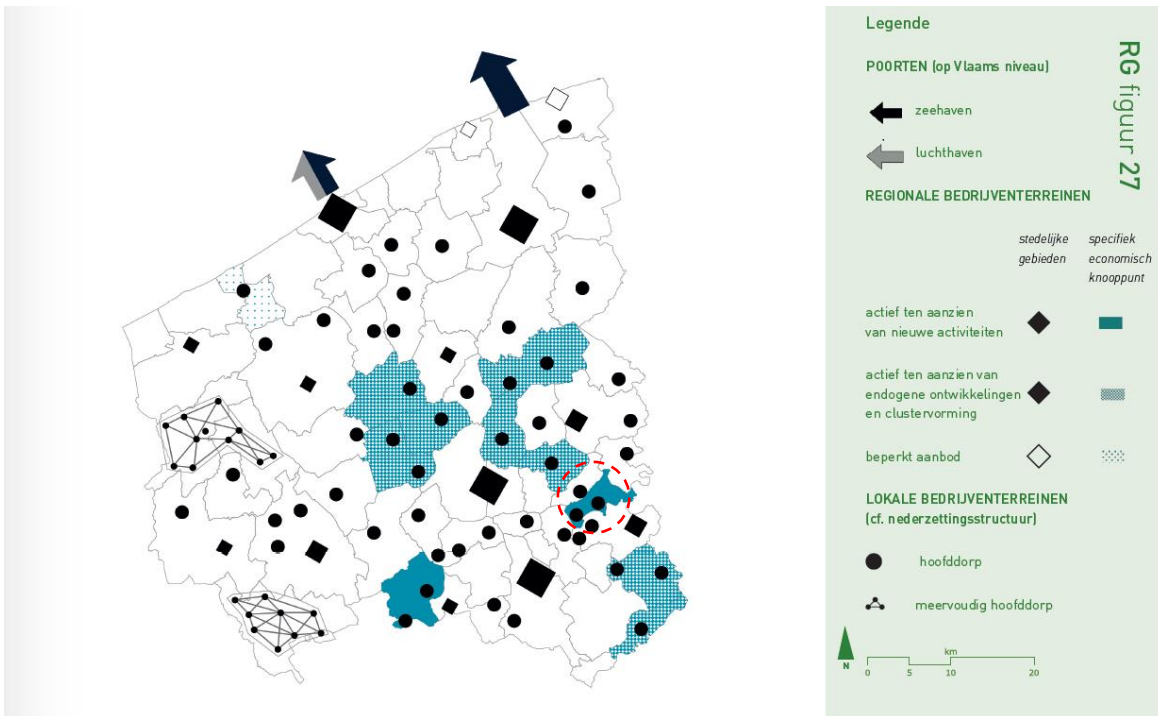 Legende
RG figuur 27
POORTEN (op Vlaams niveau)
zeehaven
luchthaven
REGIONALE BEDRIJVENTERREINEN
stedelijke
gebieden
specifiek
economisch
knooppunt
actief ten aanzien
van nieuwe activiteiten
actief ten aanzien van
endogene ontwikkelingen
en clustervorming
beperkt aanbod
LOKALE BEDRIJVENTERREINEN
(cf. nederzettingsstructuur)
hoofddorp
meervoudig hoofddorp
N
km
0 5 10 20